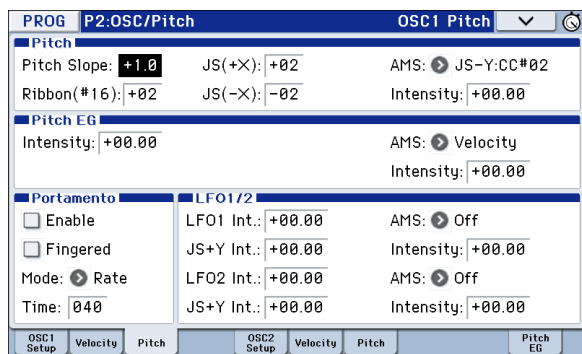 PROG P2:OSC/Pitch OSC1 Pitch
Pitch
Pitch Slope: +1.0 JS(+X): +02 AMS: JS-Y:CC#02
Ribbon(#16): +02 JS(-X): -02 Intensity: +00.00
Pitch EG
Intensity: +00.00 AMS: Velocity
Intensity: +00.00
Portamento LFO1/2
Enable LFO1 Int.: +00.00 AMS: Off
Fingered JS+Y Int.: +00.00 Intensity: +00.00
Mode: Rate LFO2 Int.: +00.00 AMS: Off
Time: 040 JS+Y Int.: +00.00 Intensity: +00.00
OSC1 Setup Velocity Pitch OSC2 Setup Velocity Pitch Pitch EG